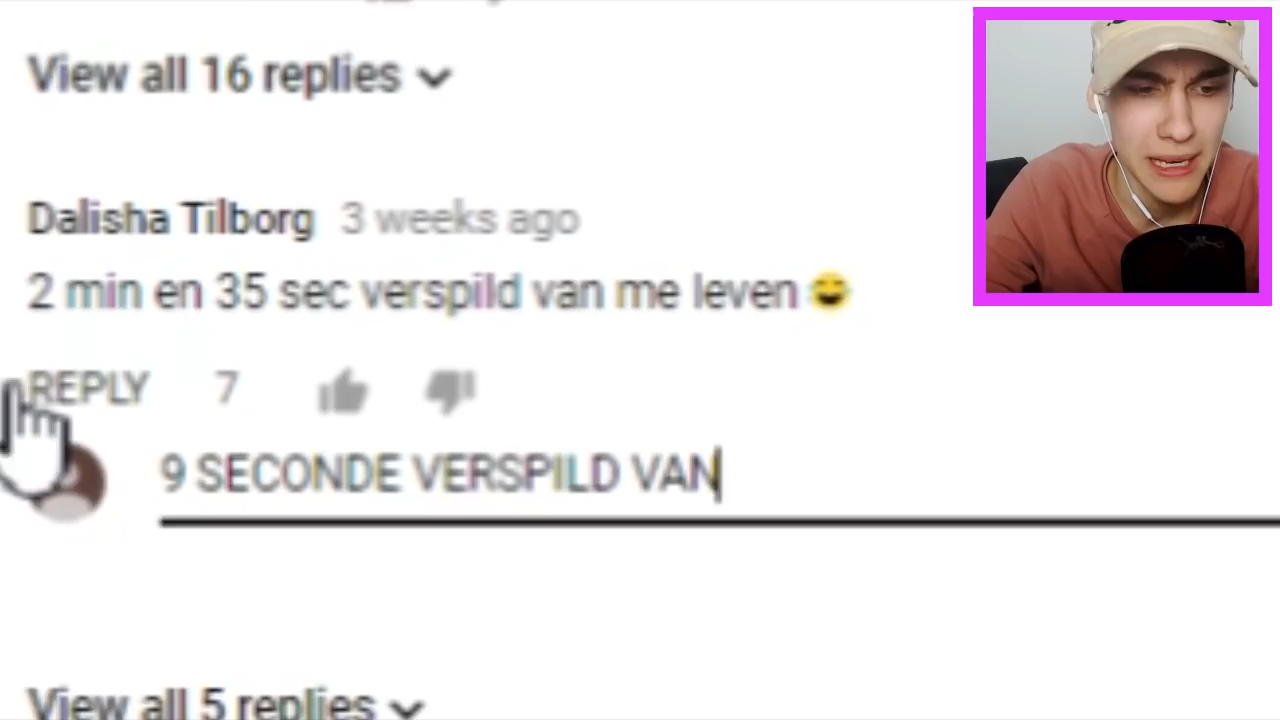 View all 16 replies
Dalisha Tilborg 3 weeks ago
2 min en 35 sec verspild van me leven 😄
REPLY 7
9 SECONDE VERSPILD VAN
View all 5 replies